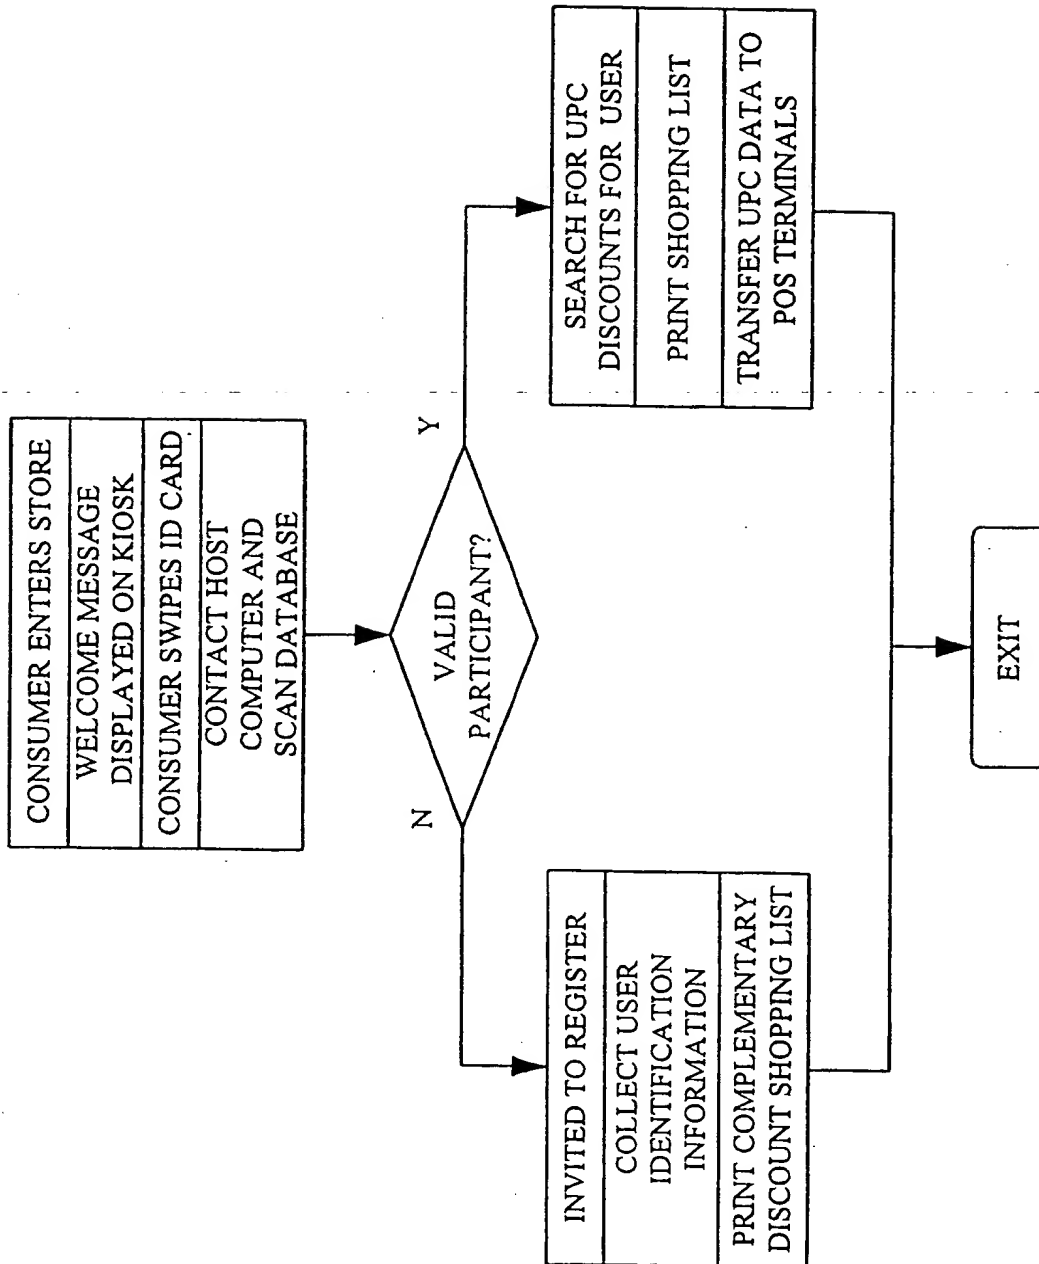 CONSUMER ENTERS STORE
WELCOME MESSAGE
DISPLAYED ON KIOSK
CONSUMER SWIPES ID CARD
CONTACT HOST
COMPUTER AND
SCAN DATABASE
VALID
PARTICIPANT?
N
Y
INVITED TO REGISTER
COLLECT USER
IDENTIFICATION
INFORMATION
PRINT COMPLEMENTARY
DISCOUNT SHOPPING LIST
SEARCH FOR UPC
DISCOUNTS FOR USER
PRINT SHOPPING LIST
TRANSFER UPC DATA TO
POS TERMINALS
EXIT